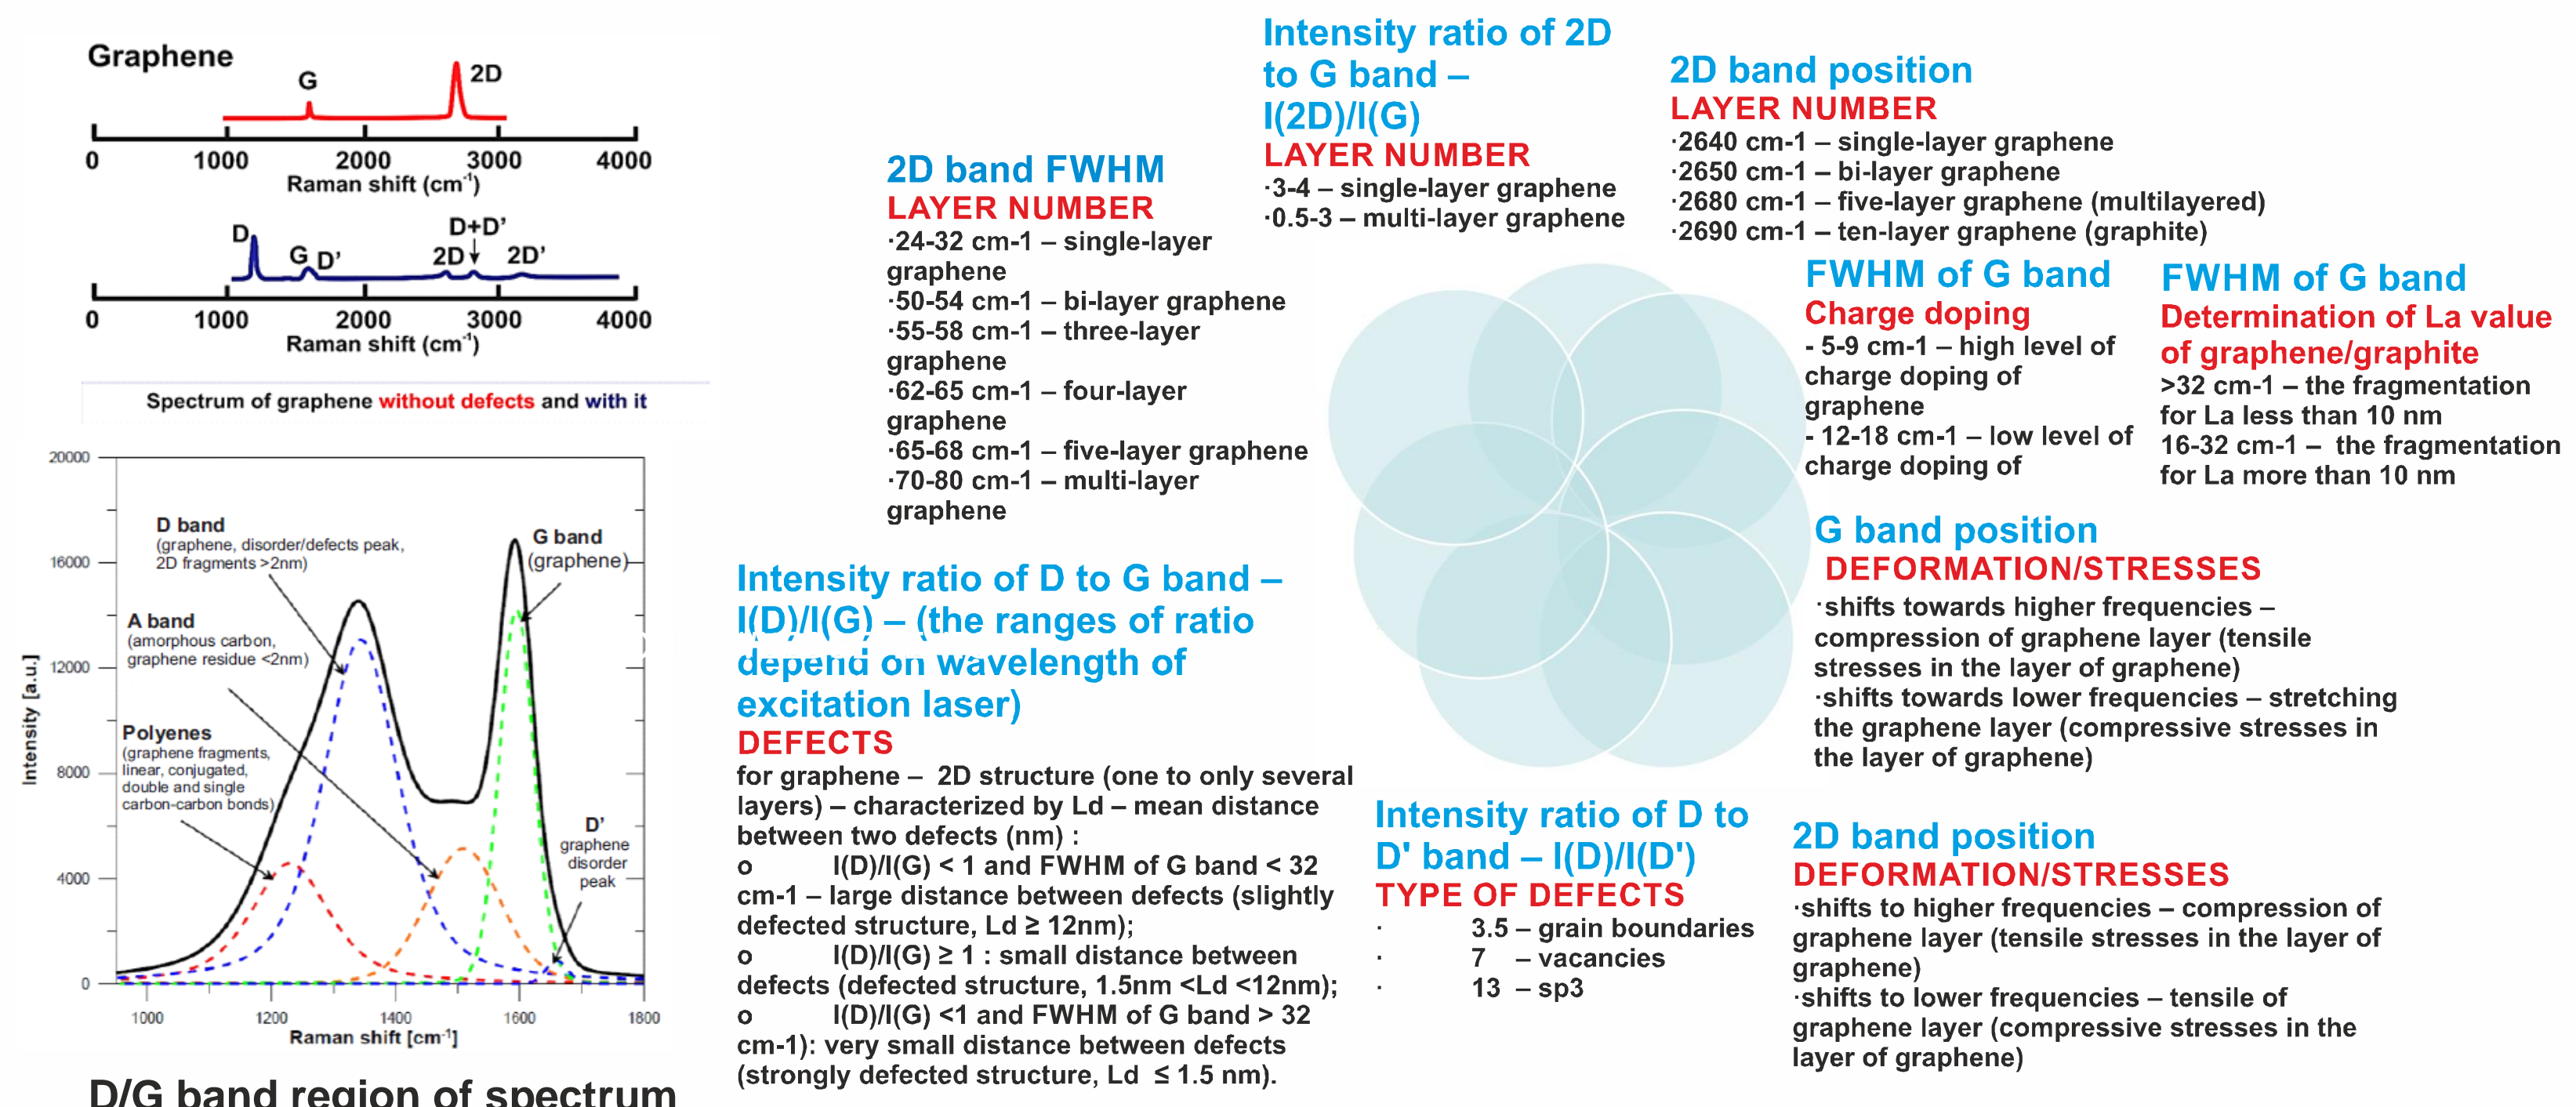 Graphene
G
2D
0 1000 2000 3000 4000
Raman shift (cm-1)
D
G D'
2D
D+D'
2D'
0 1000 2000 3000 4000
Raman shift (cm-1)
Spectrum of graphene without defects and with it
20000
16000
12000
8000
4000
0
Intensity [a.u.]
D band
(graphene, disorder/defects peak,
2D fragments >2nm)
G band
(graphene)
A band
(amorphous carbon,
graphene residue <2nm)
Polyenes
(graphene fragments,
linear, conjugated,
double and single
carbon-carbon bonds)
D'
graphene
disorder
peak
1000 1200 1400 1600 1800
Raman shift [cm-1]
D/G band region of spectrum
2D band FWHM
LAYER NUMBER
·24-32 cm-1 – single-layer
graphene
·50-54 cm-1 – bi-layer graphene
·55-58 cm-1 – three-layer
graphene
·62-65 cm-1 – four-layer
graphene
·65-68 cm-1 – five-layer graphene
·70-80 cm-1 – multi-layer
graphene
Intensity ratio of 2D
to G band –
I(2D)/I(G)
LAYER NUMBER
·3-4 – single-layer graphene
·0.5-3 – multi-layer graphene
2D band position
LAYER NUMBER
·2640 cm-1 – single-layer graphene
·2650 cm-1 – bi-layer graphene
·2680 cm-1 – five-layer graphene (multilayered)
·2690 cm-1 – ten-layer graphene (graphite)
FWHM of G band
Charge doping
- 5-9 cm-1 – high level of
charge doping of
graphene
- 12-18 cm-1 – low level of
charge doping of
FWHM of G band
Determination of La value
of graphene/graphite
>32 cm-1 – the fragmentation
for La less than 10 nm
16-32 cm-1 – the fragmentation
for La more than 10 nm
G band position
DEFORMATION/STRESSES
·shifts towards higher frequencies –
compression of graphene layer (tensile
stresses in the layer of graphene)
·shifts towards lower frequencies – stretching
the graphene layer (compressive stresses in
the layer of graphene)
Intensity ratio of D to G band –
I(D)/I(G) – (the ranges of ratio
depend on wavelength of
excitation laser)
DEFECTS
for graphene – 2D structure (one to only several
layers) – characterized by Ld – mean distance
between two defects (nm) :
o I(D)/I(G) < 1 and FWHM of G band < 32
cm-1 – large distance between defects (slightly
defected structure, Ld ≥ 12nm);
o I(D)/I(G) ≥ 1 : small distance between
defects (defected structure, 1.5nm <Ld <12nm);
o I(D)/I(G) <1 and FWHM of G band > 32
cm-1): very small distance between defects
(strongly defected structure, Ld ≤ 1.5 nm).
Intensity ratio of D to
D' band – I(D)/I(D')
TYPE OF DEFECTS
· 3.5 – grain boundaries
· 7 – vacancies
· 13 – sp3
2D band position
DEFORMATION/STRESSES
·shifts to higher frequencies – compression of
graphene layer (tensile stresses in the layer of
graphene)
·shifts to lower frequencies – tensile of
graphene layer (compressive stresses in the
layer of graphene)